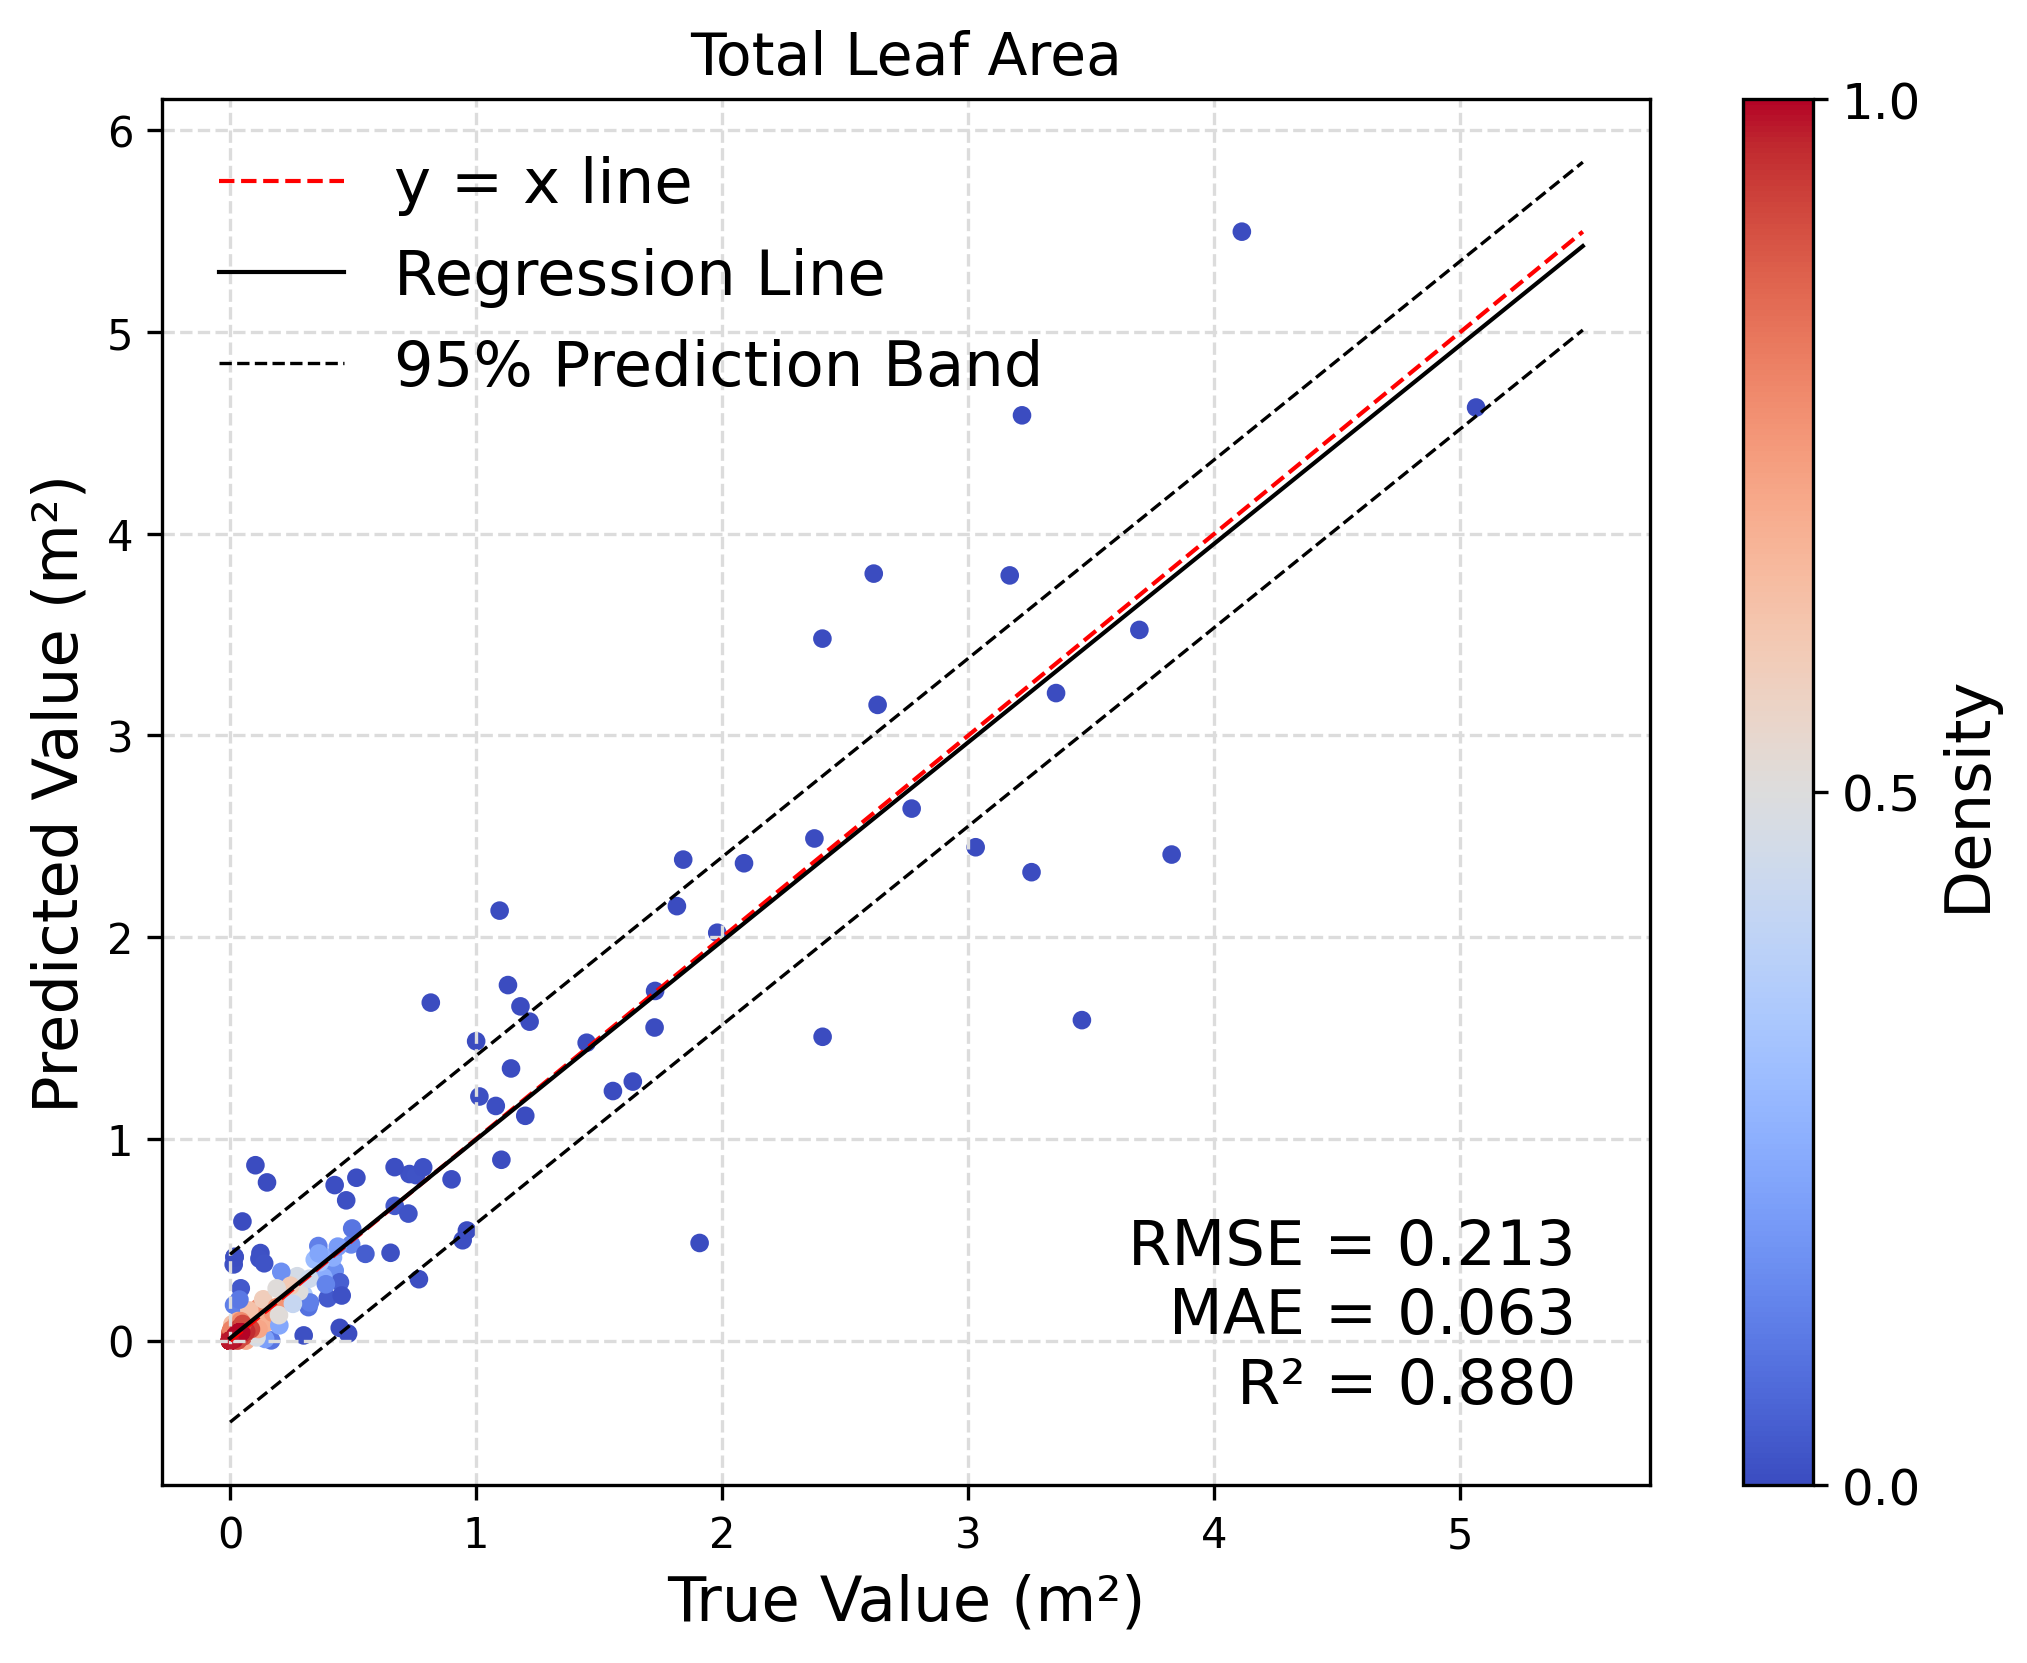 Total Leaf Area
y = x line
Regression Line
95% Prediction Band
6
5
4
3
2
1
0
Predicted Value (m²)
0 1 2 3 4 5
True Value (m²)
RMSE = 0.213
MAE = 0.063
R² = 0.880
1.0
0.5
0.0
Density